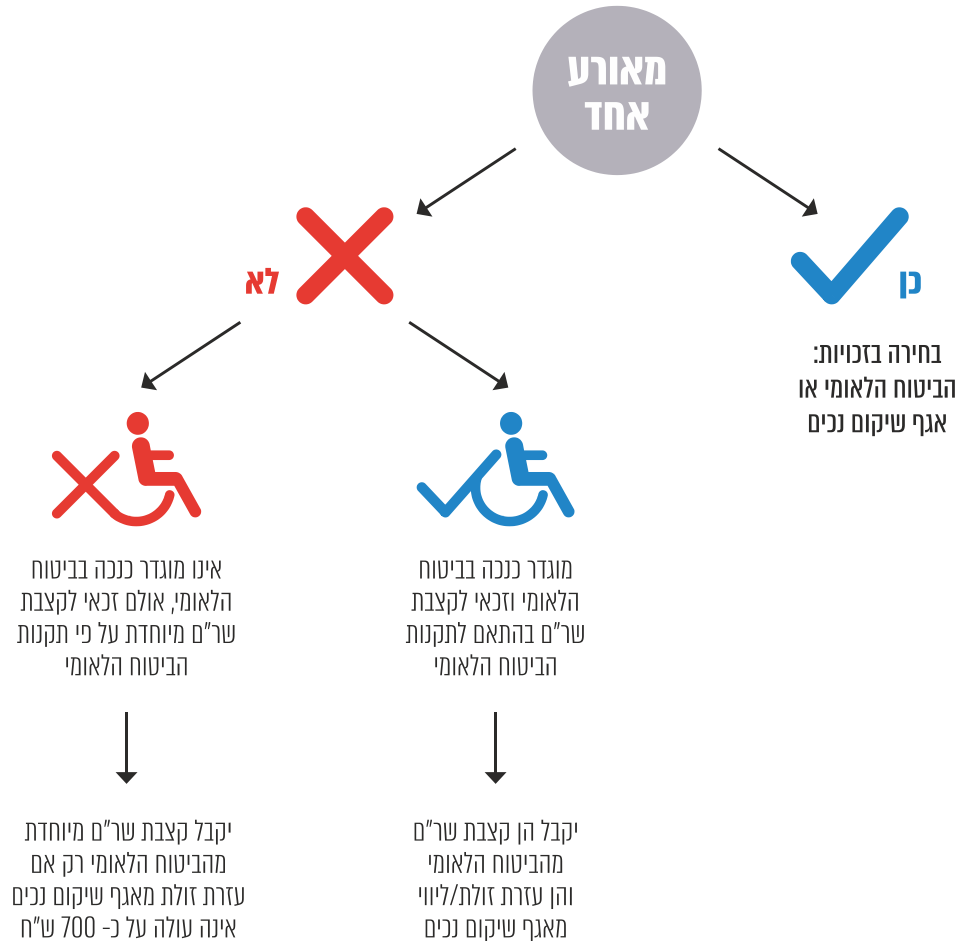 מאורע
אחד
כן
בחירה בזכויות:
הביטוח הלאומי או
אגף שיקום נכים
לא
מוגדר כנכה בביטוח
הלאומי וזכאי לקצבת
שר"ם בהתאם לתקנות
הביטוח הלאומי
יקבל הן קצבת שר"ם
מהביטוח הלאומי
והן עזרת זולת/ליווי
מאגף שיקום נכים
אינו מוגדר כנכה בביטוח
הלאומי, אולם זכאי לקצבת
שר"ם מיוחדת על פי תקנות
הביטוח הלאומי
יקבל קצבת שר"ם מיוחדת
מהביטוח הלאומי רק אם
עזרת זולת מאגף שיקום נכים
אינה עולה על כ- 700 ש"ח